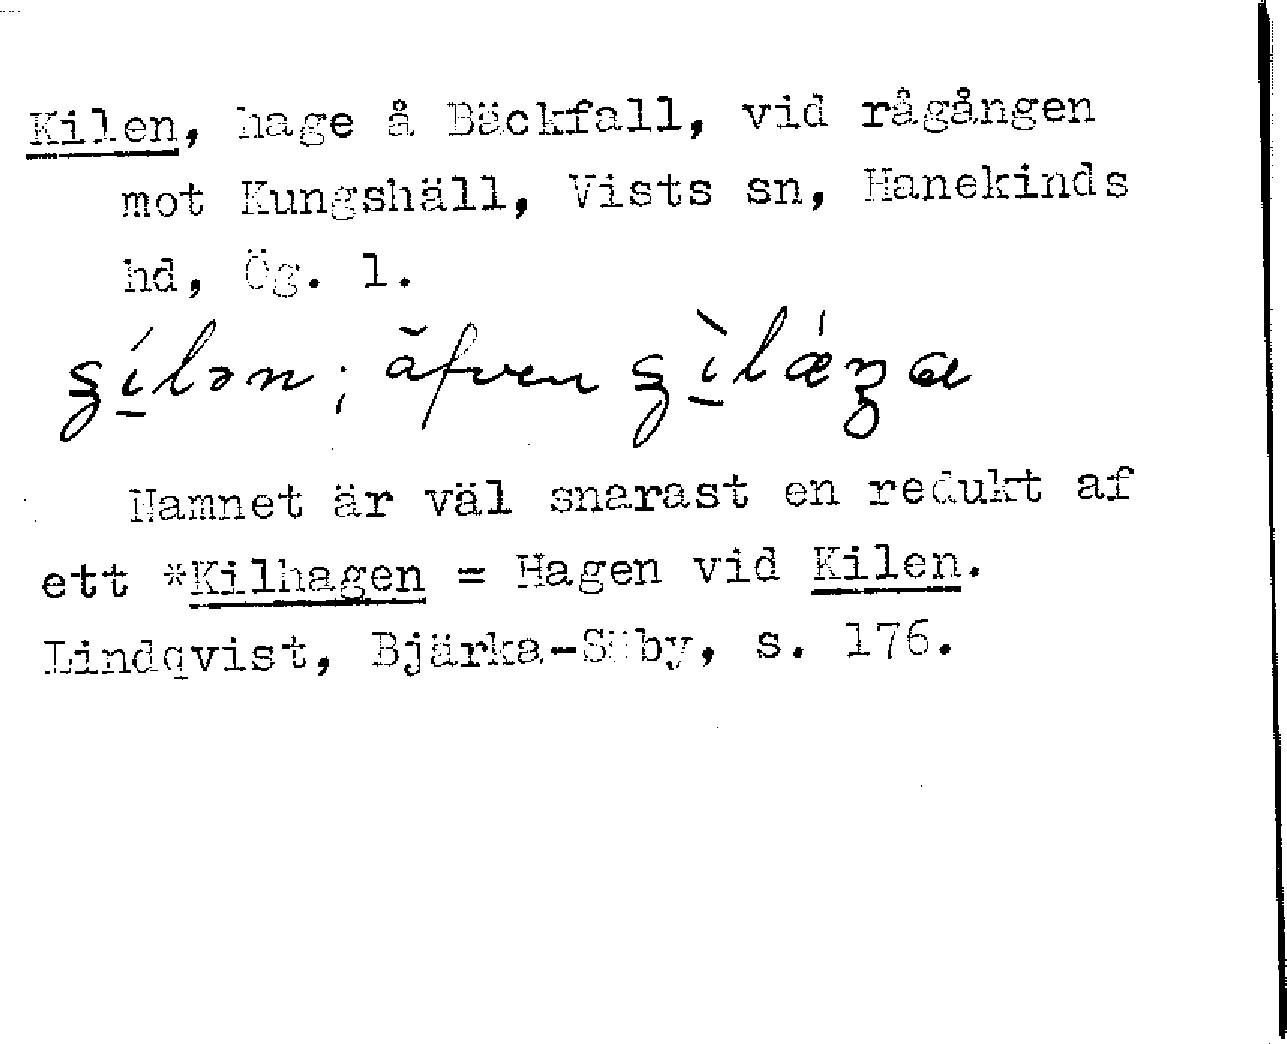 Kilen, hage å Bäckfall, vid rågången
mot Kungshäll, Vists sn, Hanekinds
hd, Ög. l.
; äfven
Namnet är väl snarast en redukt af
ett *Kilhagen = Hagen vid Kilen.
Lindqvist, Bjärka-Säby, s. 176.